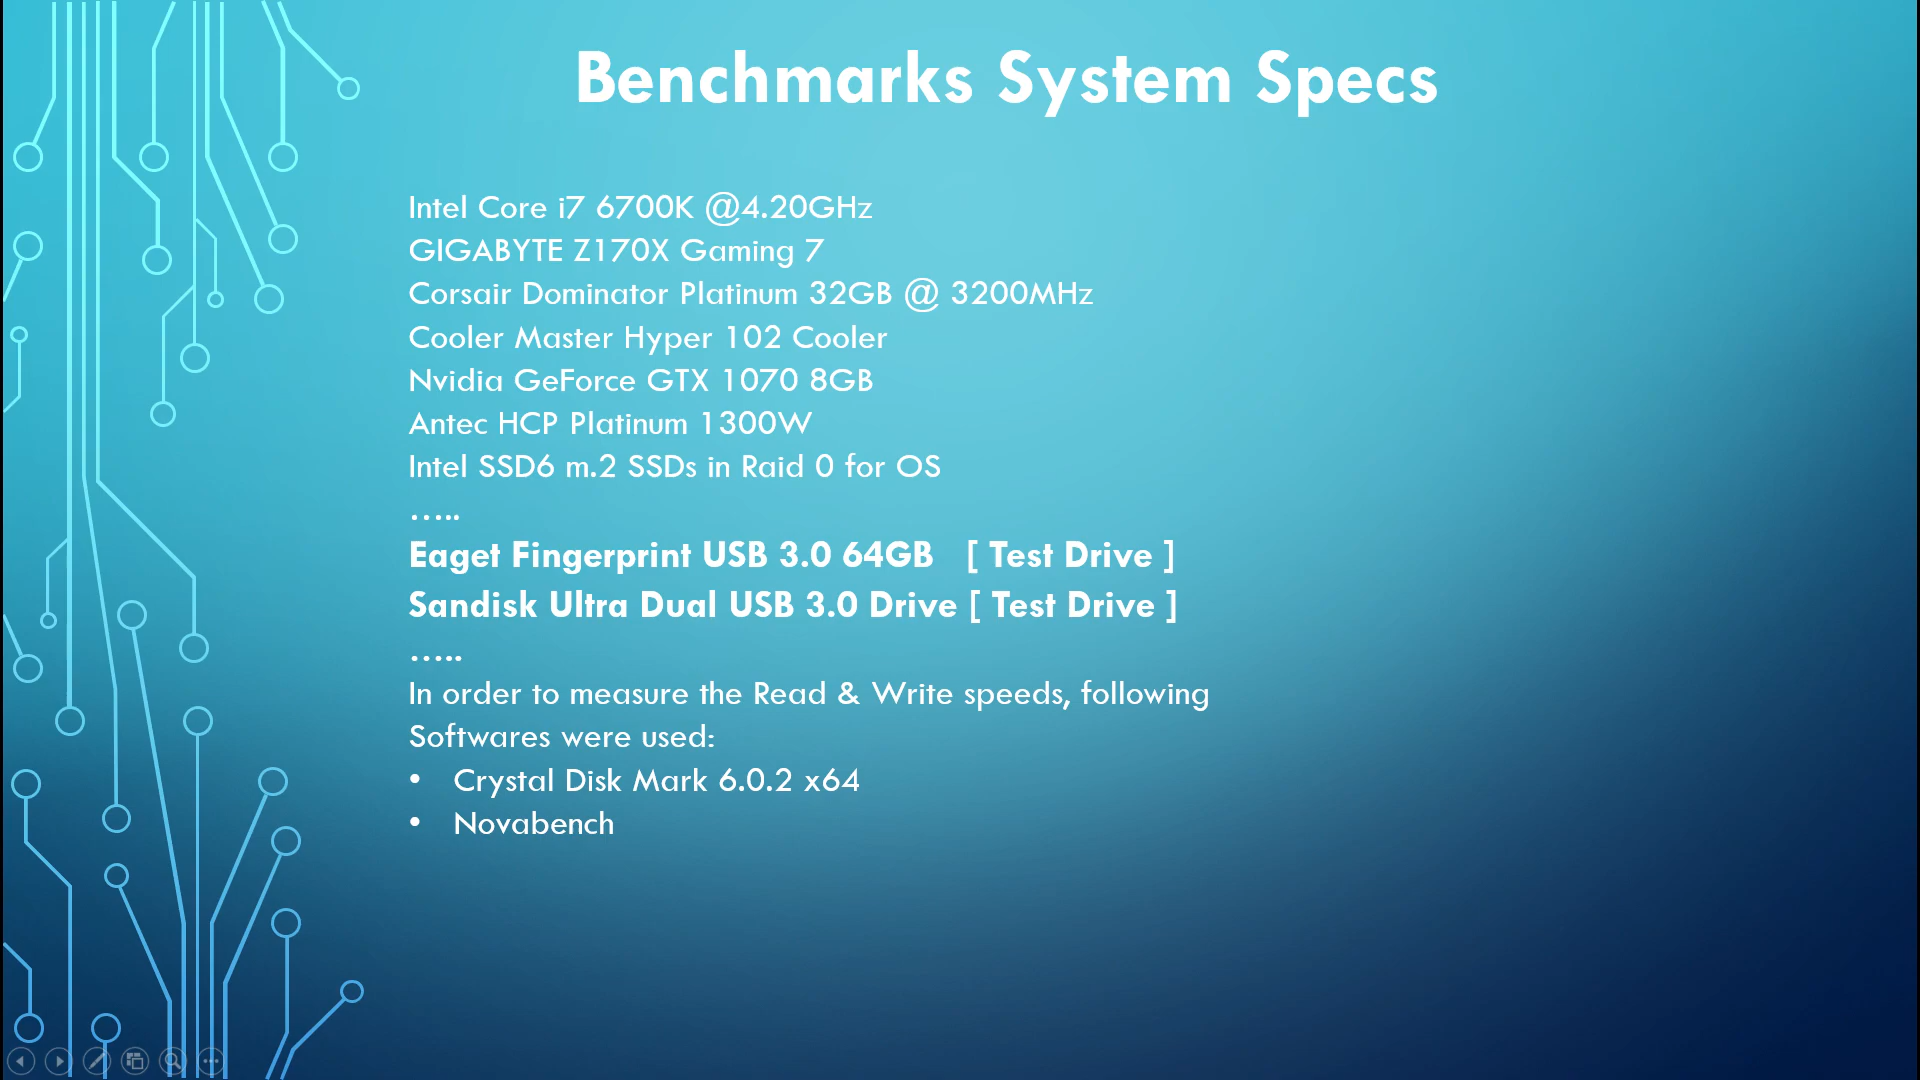 Benchmarks System Specs
Intel Core i7 6700K @4.20GHz
GIGABYTE Z170X Gaming 7
Corsair Dominator Platinum 32GB @ 3200MHz
Cooler Master Hyper 102 Cooler
Nvidia GeForce GTX 1070 8GB
Antec HCP Platinum 1300W
Intel SSD6 m.2 SSDs in Raid 0 for OS
.....
Eaget Fingerprint USB 3.0 64GB [ Test Drive ]
Sandisk Ultra Dual USB 3.0 Drive [ Test Drive ]
.....
In order to measure the Read & Write speeds, following
Softwares were used:
• Crystal Disk Mark 6.0.2 x64
• Novabench